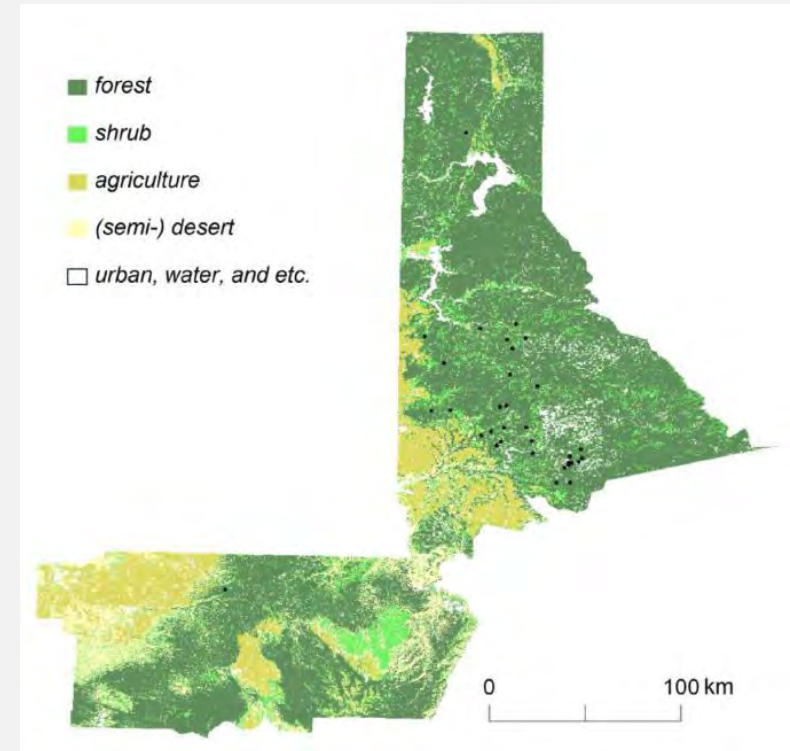 forest
shrub
agriculture
(semi-) desert
urban, water, and etc.
0 100 km